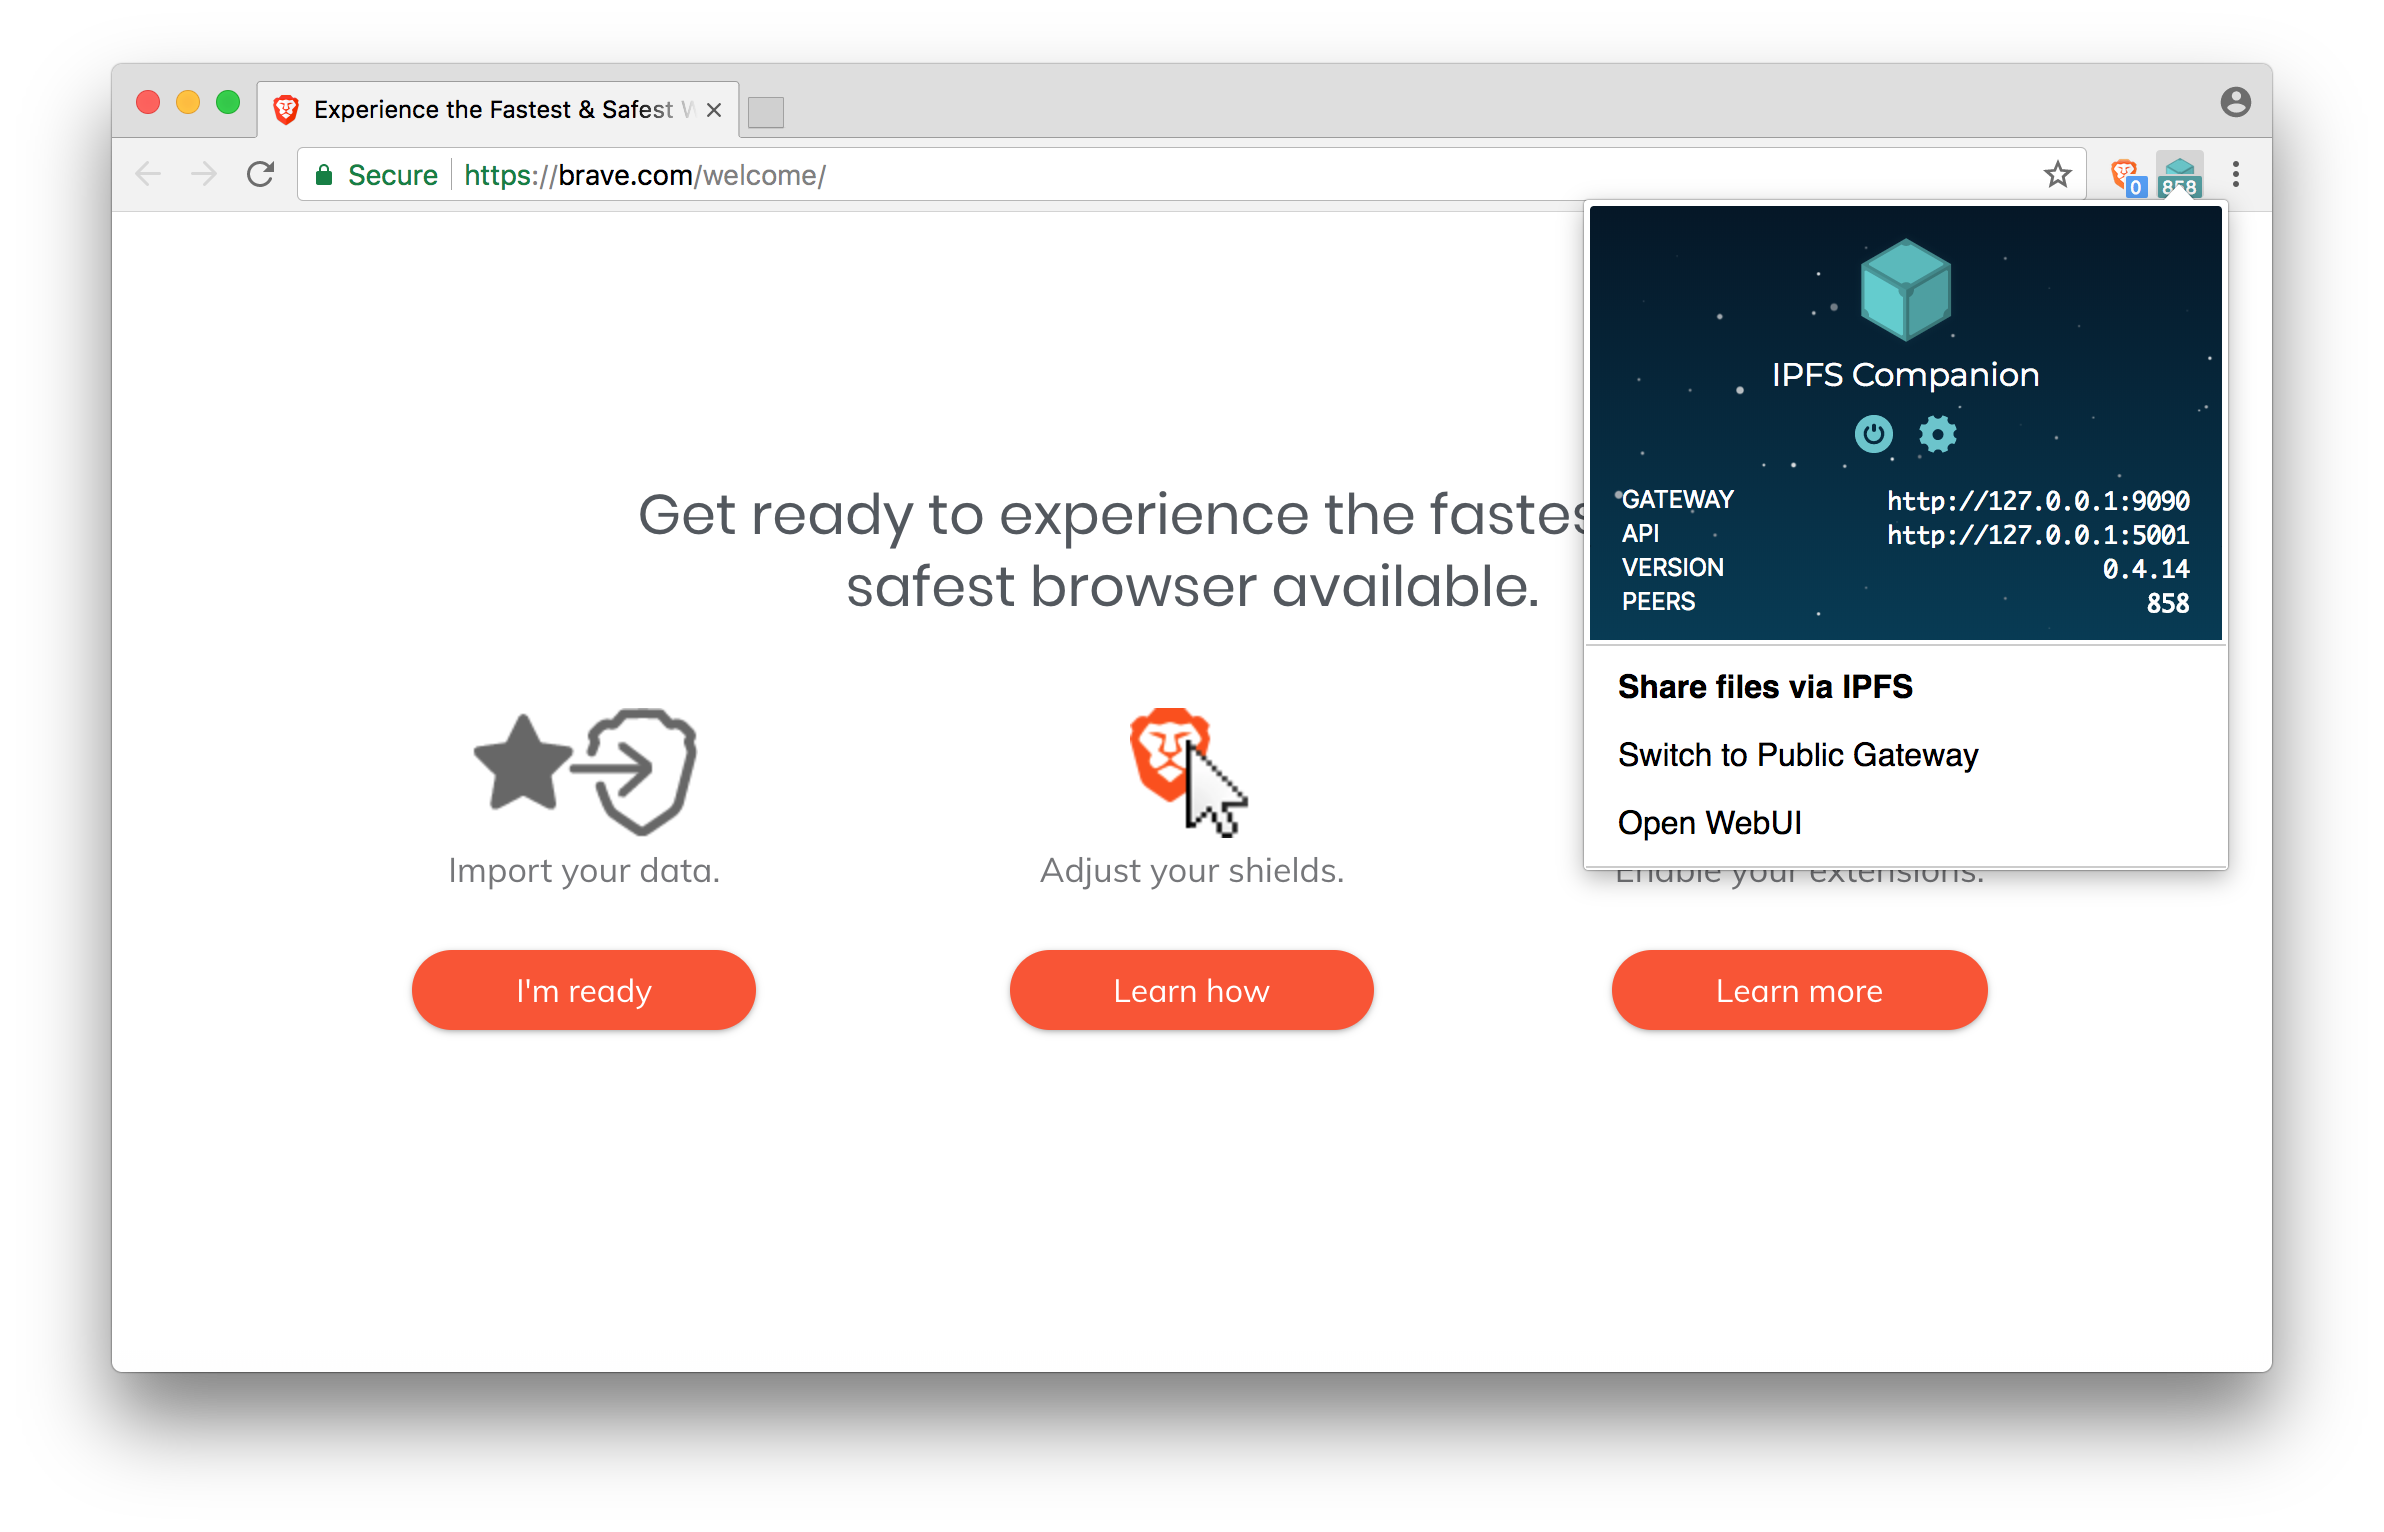 Experience the Fastest & Safest W
Secure https://brave.com/welcome/
0
858
IPFS Companion
GATEWAY http://127.0.0.1:9090
API http://127.0.0.1:5001
VERSION 0.4.14
PEERS 858
Share files via IPFS
Switch to Public Gateway
Open WebUI
Get ready to experience the fastes
safest browser available.
Import your data.
Adjust your shields.
Enable your extensions.
I'm ready
Learn how
Learn more